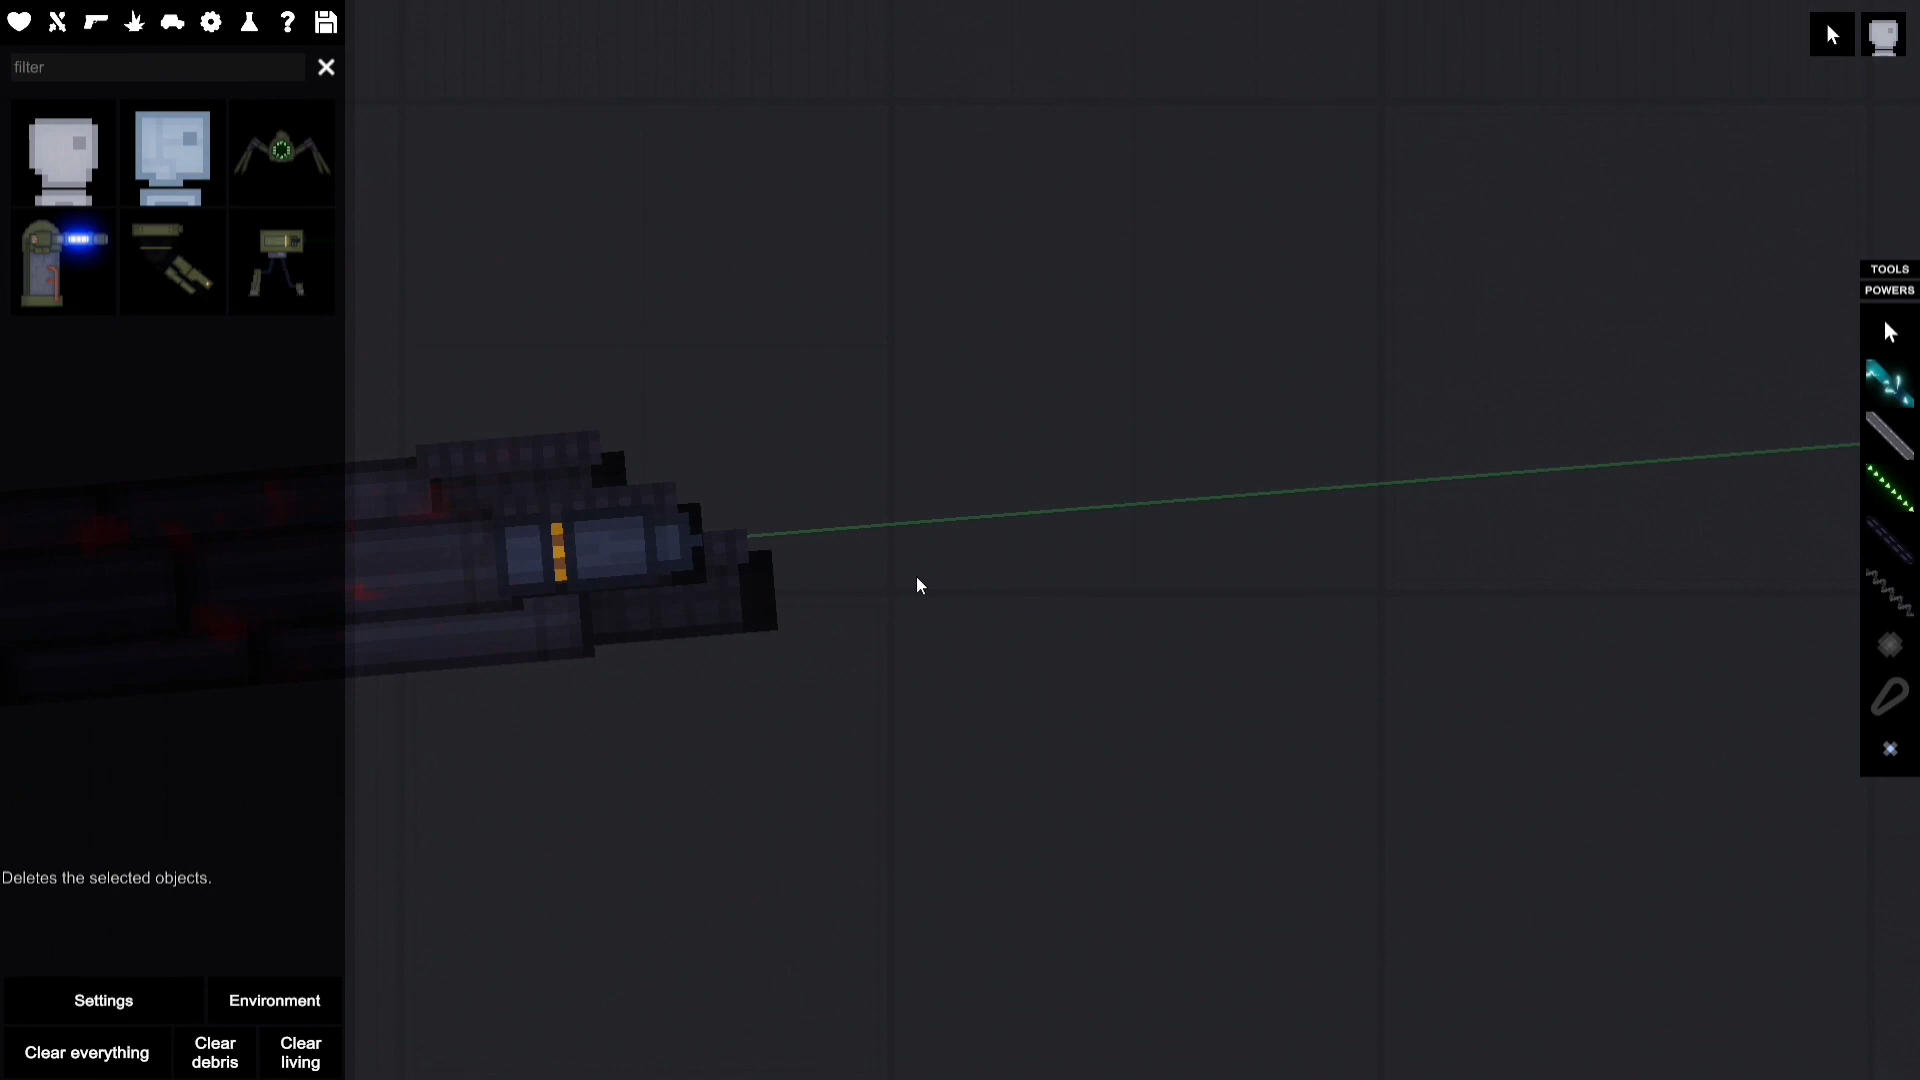 filter
TOOLS
POWERS
Deletes the selected objects.
Settings
Environment
Clear everything
Clear
debris
Clear
living